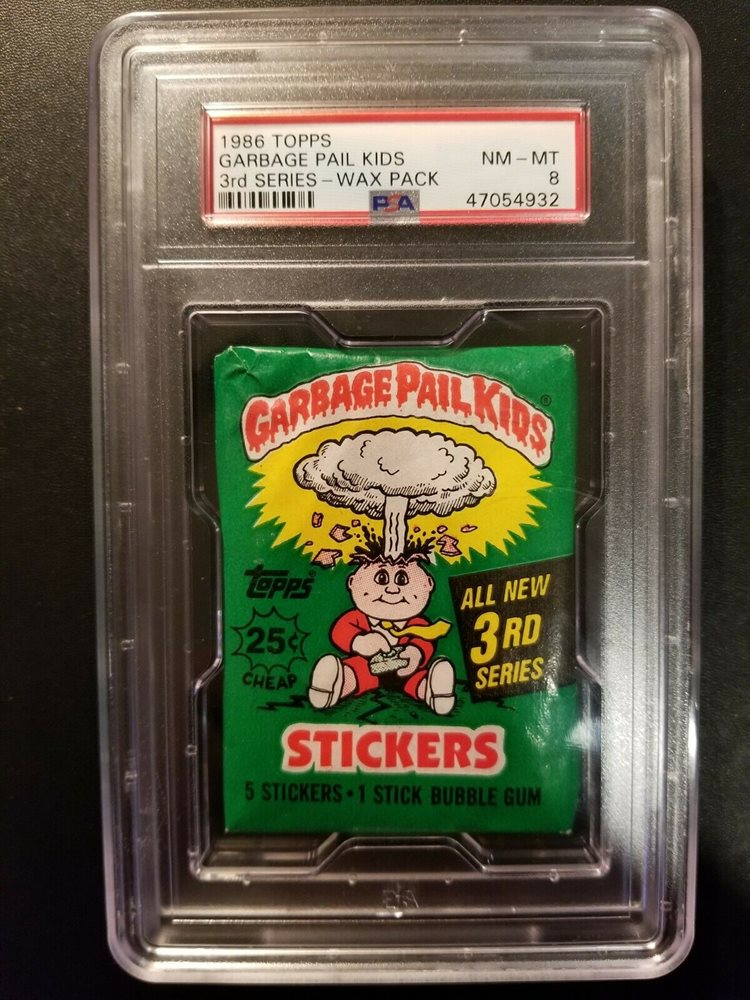 1986 TOPPS
GARBAGE PAIL KIDS NM - MT
3rd SERIES - WAX PACK 8
PSA 47054932
GARBAGE PAIL KIDS®
TOPPS®
25¢
CHEAP
ALL NEW
3RD
SERIES
STICKERS
5 STICKERS • 1 STICK BUBBLE GUM
PSA